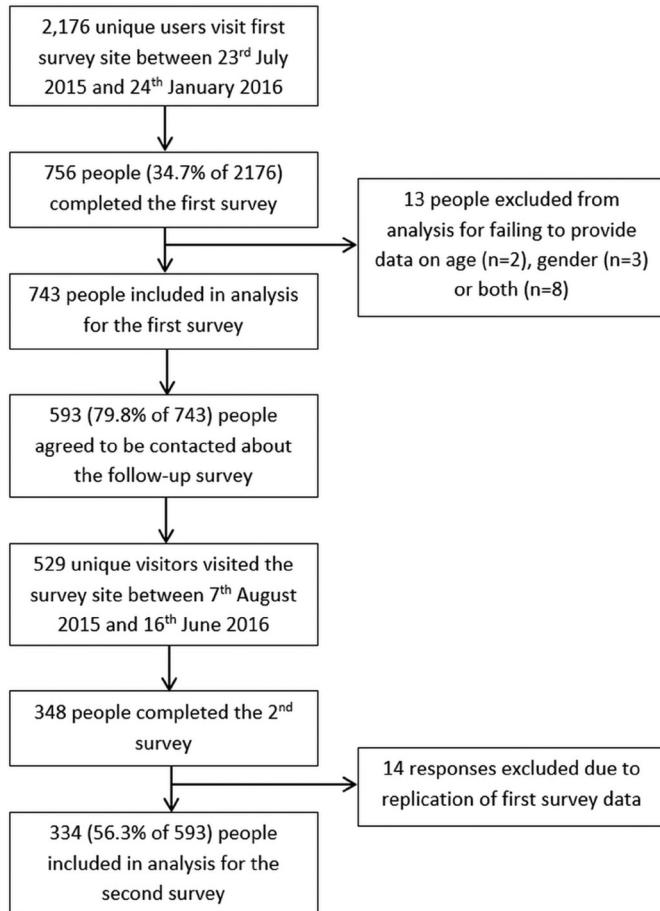 2,176 unique users visit first
survey site between 23rd July
2015 and 24th January 2016
756 people (34.7% of 2176)
completed the first survey
13 people excluded from
analysis for failing to provide
data on age (n=2), gender (n=3)
or both (n=8)
743 people included in analysis
for the first survey
593 (79.8% of 743) people
agreed to be contacted about
the follow-up survey
529 unique visitors visited the
survey site between 7th August
2015 and 16th June 2016
348 people completed the 2nd
survey
14 responses excluded due to
replication of first survey data
334 (56.3% of 593) people
included in analysis for the
second survey